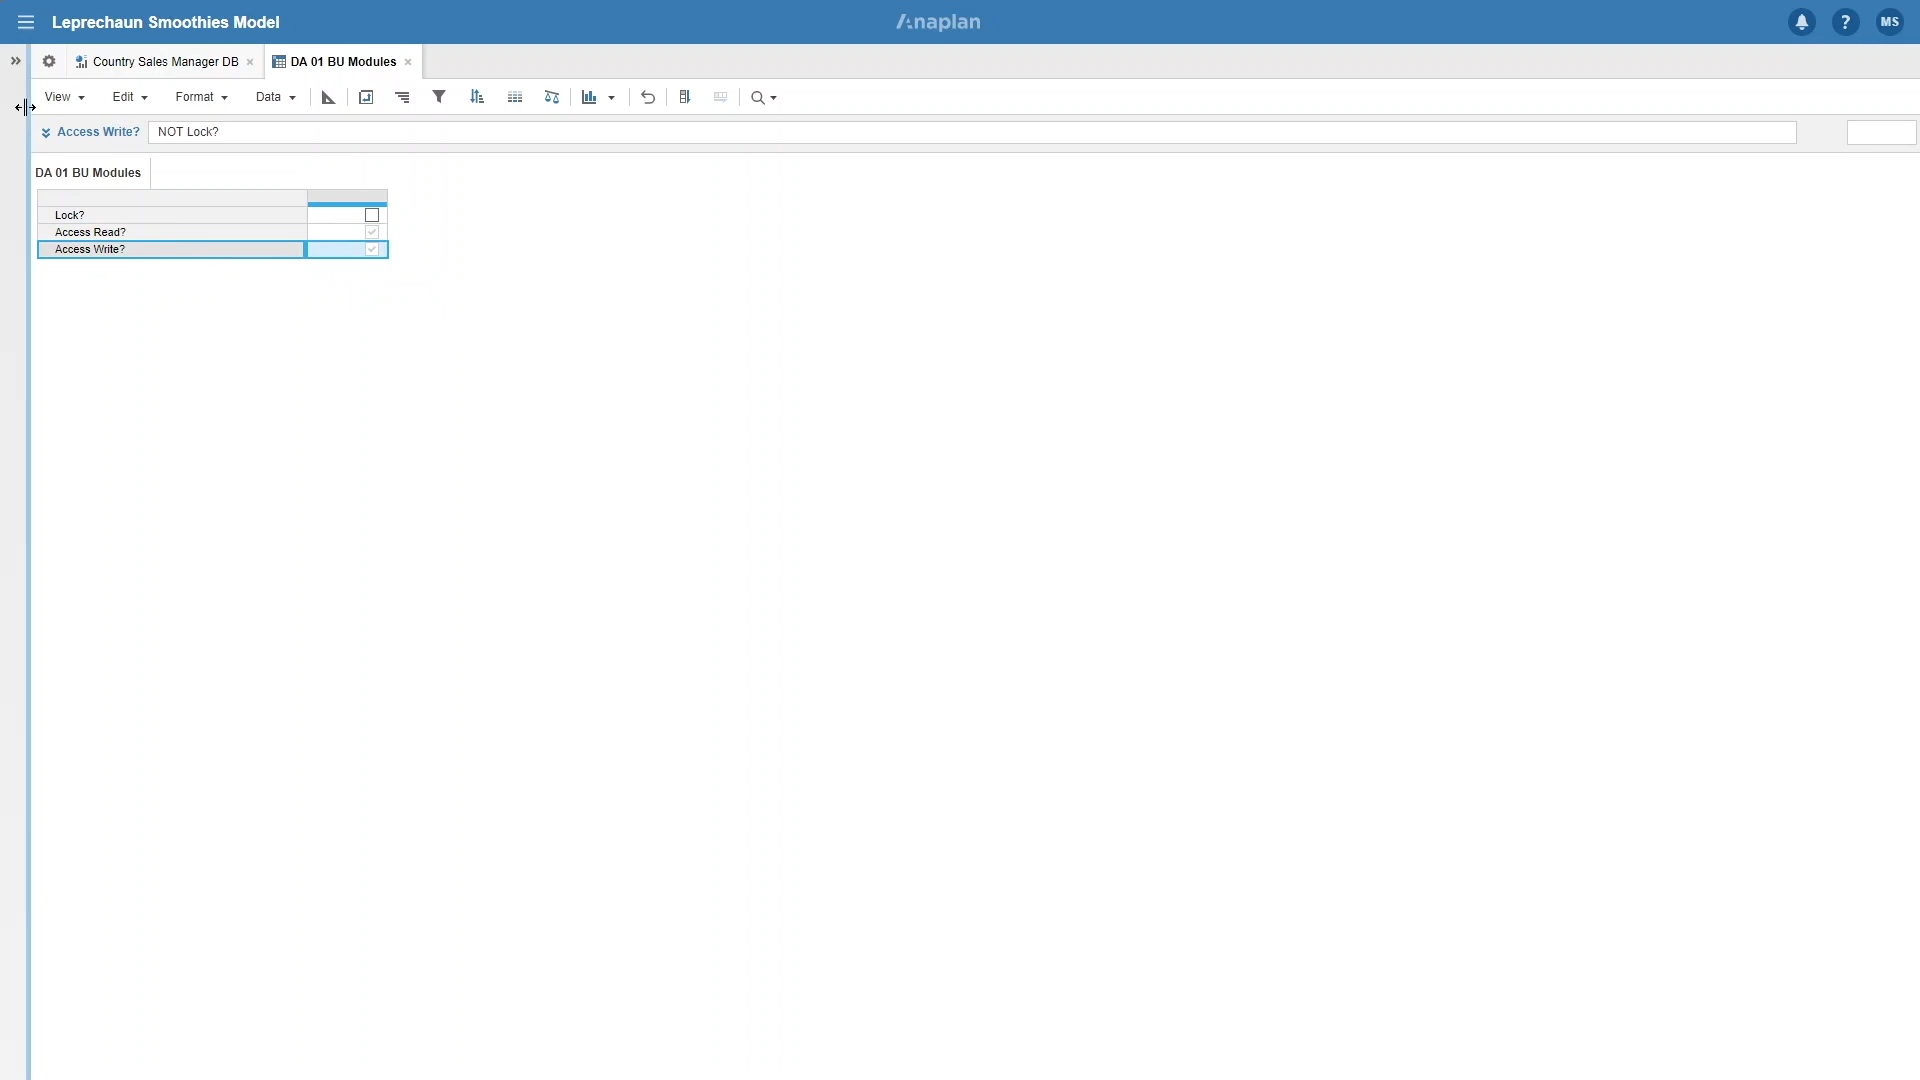 Leprechaun Smoothies Model
Anaplan
? MS
Country Sales Manager DB
DA 01 BU Modules
View Edit Format Data
Access Write? NOT Lock?
DA 01 BU Modules
Lock?
Access Read?
Access Write?